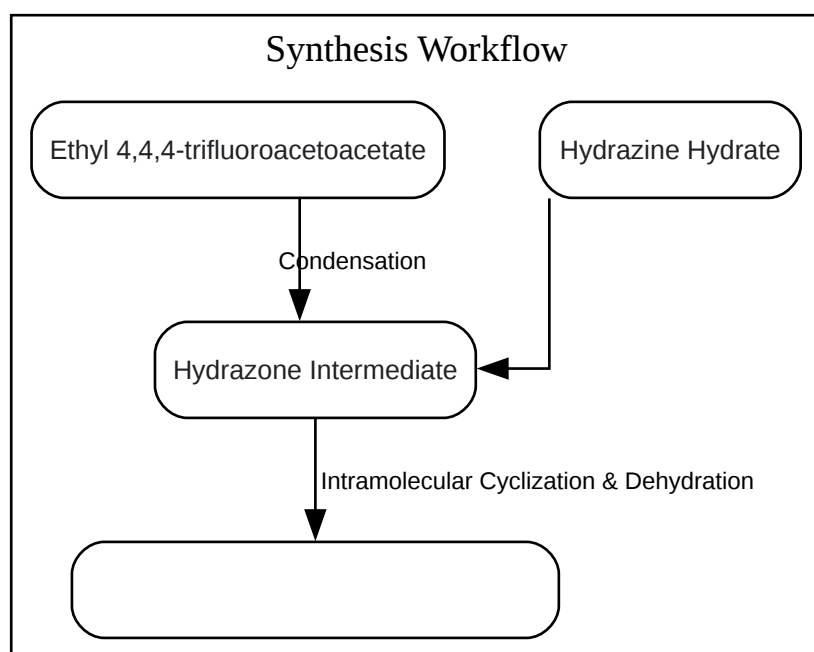 Synthesis Workflow
Ethyl 4,4,4-trifluoroacetoacetate
Hydrazine Hydrate
Condensation
Hydrazone Intermediate
Intramolecular Cyclization & Dehydration